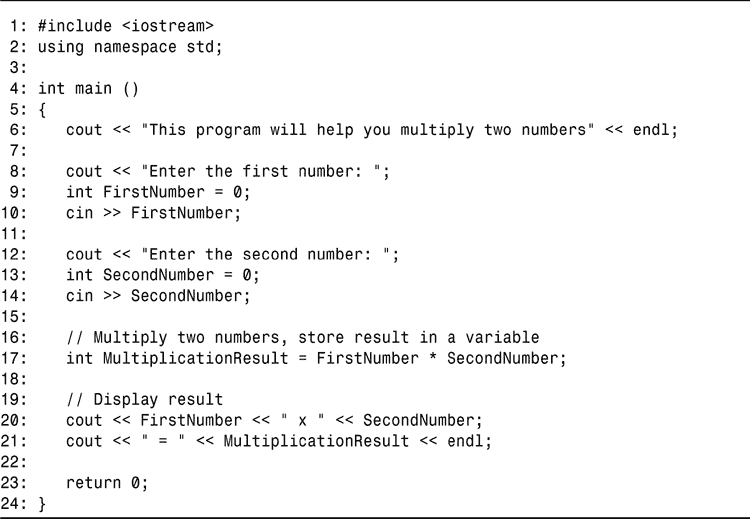 1: #include <iostream>
2: using namespace std;
3:
4: int main ()
5: {
6:    cout << "This program will help you multiply two numbers" << endl;
7:
8:    cout << "Enter the first number: ";
9:    int FirstNumber = 0;
10:    cin >> FirstNumber;
11:
12:    cout << "Enter the second number: ";
13:    int SecondNumber = 0;
14:    cin >> SecondNumber;
15:
16:    // Multiply two numbers, store result in a variable
17:    int MultiplicationResult = FirstNumber * SecondNumber;
18:
19:    // Display result
20:    cout << FirstNumber << " x " << SecondNumber;
21:    cout << " = " << MultiplicationResult << endl;
22:
23:    return 0;
24: }